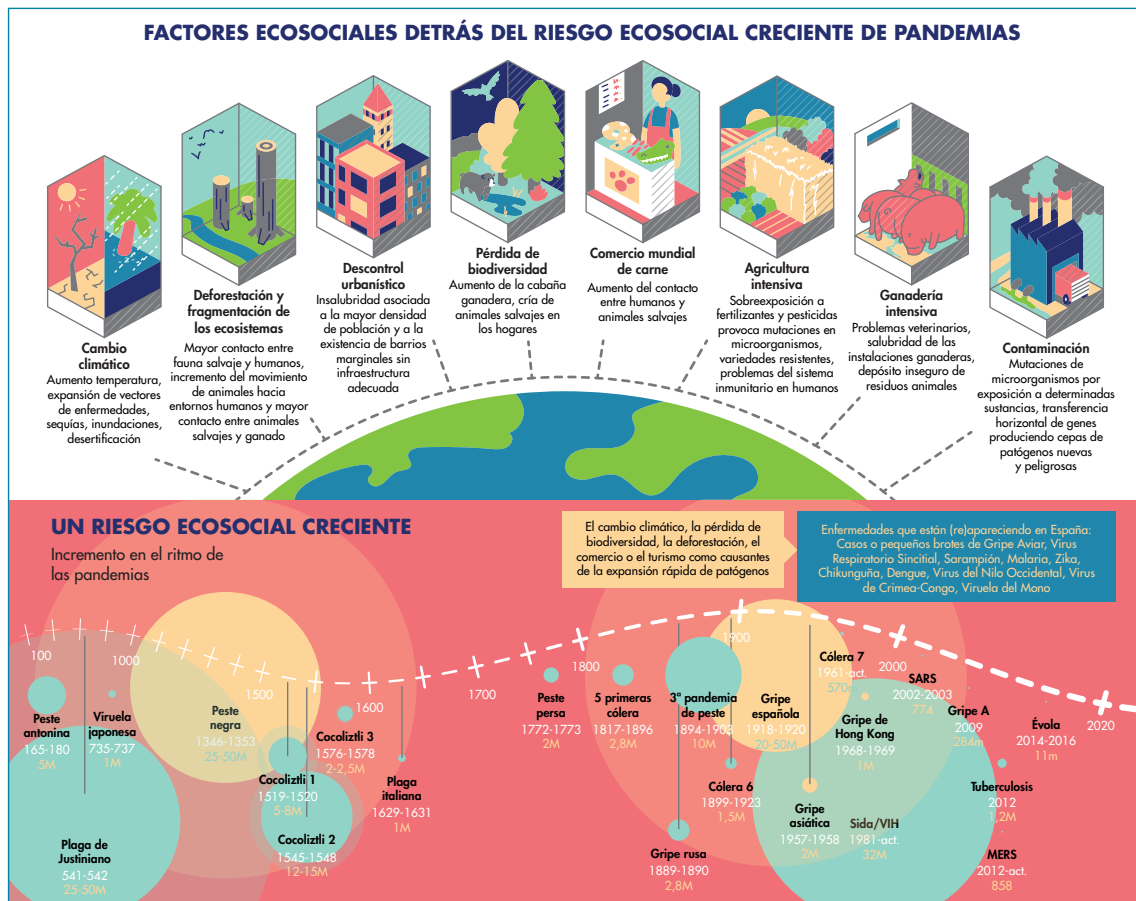 FACTORES ECOSOCIALES DETRÁS DEL RIESGO ECOSOCIAL CRECIENTE DE PANDEMIAS
Cambio
climático
Aumento temperatura,
expansión de vectores
de enfermedades,
sequías, inundaciones,
desertificación
Deforestación y
fragmentación de
los ecosistemas
Mayor contacto entre
fauna salvaje y humanos,
incremento del movimiento
de animales hacia
entornos humanos y mayor
contacto entre animales
salvajes y ganado
Descontrol
urbanístico
Insalubridad asociada
a la mayor densidad
de población y a la
existencia de barrios
marginales sin
infraestructura
adecuada
Pérdida de
biodiversidad
Aumento de la cabaña
ganadera, cría de
animales salvajes en
los hogares
Comercio mundial
de carne
Aumento del contacto
entre humanos y
animales salvajes
Agricultura
intensiva
Sobreexposición a
fertilizantes y pesticidas
provoca mutaciones en
microorganismos,
variedades resistentes,
problemas del sistema
inmunitario en humanos
Ganadería
intensiva
Problemas veterinarios,
salubridad de las
instalaciones ganaderas,
depósito inseguro de
residuos animales
Contaminación
Mutaciones de
microorganismos por
exposición a determinadas
sustancias, transferencia
horizontal de genes
produciendo cepas de
patógenos nuevas
y peligrosas
UN RIESGO ECOSOCIAL CRECIENTE
Incremento en el ritmo de
las pandemias
El cambio climático, la pérdida de
biodiversidad, la deforestación, el
comercio o el turismo como causantes
de la expansión rápida de patógenos
Enfermedades que están (re)apareciendo en España:
Casos o pequeños brotes de Gripe Aviar, Virus
Respiratorio Sincitial, Sarampión, Malaria, Zika,
Chikunguña, Dengue, Virus del Nilo Occidental, Virus
de Crimea-Congo, Viruela del Mono
100
1000
1500
1600
1700
1800
1900
2000
2020
Peste
antonina
165-180
5M
Viruela
japonesa
735-737
1M
Plaga de
Justiniano
541-542
25-50M
Peste
negra
1346-1353
25-50M
Cocoliztli 1
1519-1520
5-8M
Cocoliztli 2
1545-1548
12-15M
Cocoliztli 3
1576-1578
2-2,5M
Plaga
italiana
1629-1631
1M
Peste
persa
1772-1773
2M
5 primeras
cólera
1817-1896
2,8M
Gripe rusa
1889-1890
2,8M
3ª pandemia
de peste
1894-1903
10M
Cólera 6
1899-1923
1,5M
Gripe
española
1918-1920
20-50M
Gripe
asiática
1957-1958
2M
Cólera 7
1961-act.
570m
Gripe de
Hong Kong
1968-1969
1M
Sida/VIH
1981-act.
32M
SARS
2002-2003
774
Gripe A
2009
284m
Tuberculosis
2012
1,2M
MERS
2012-act.
858
Évola
2014-2016
11m